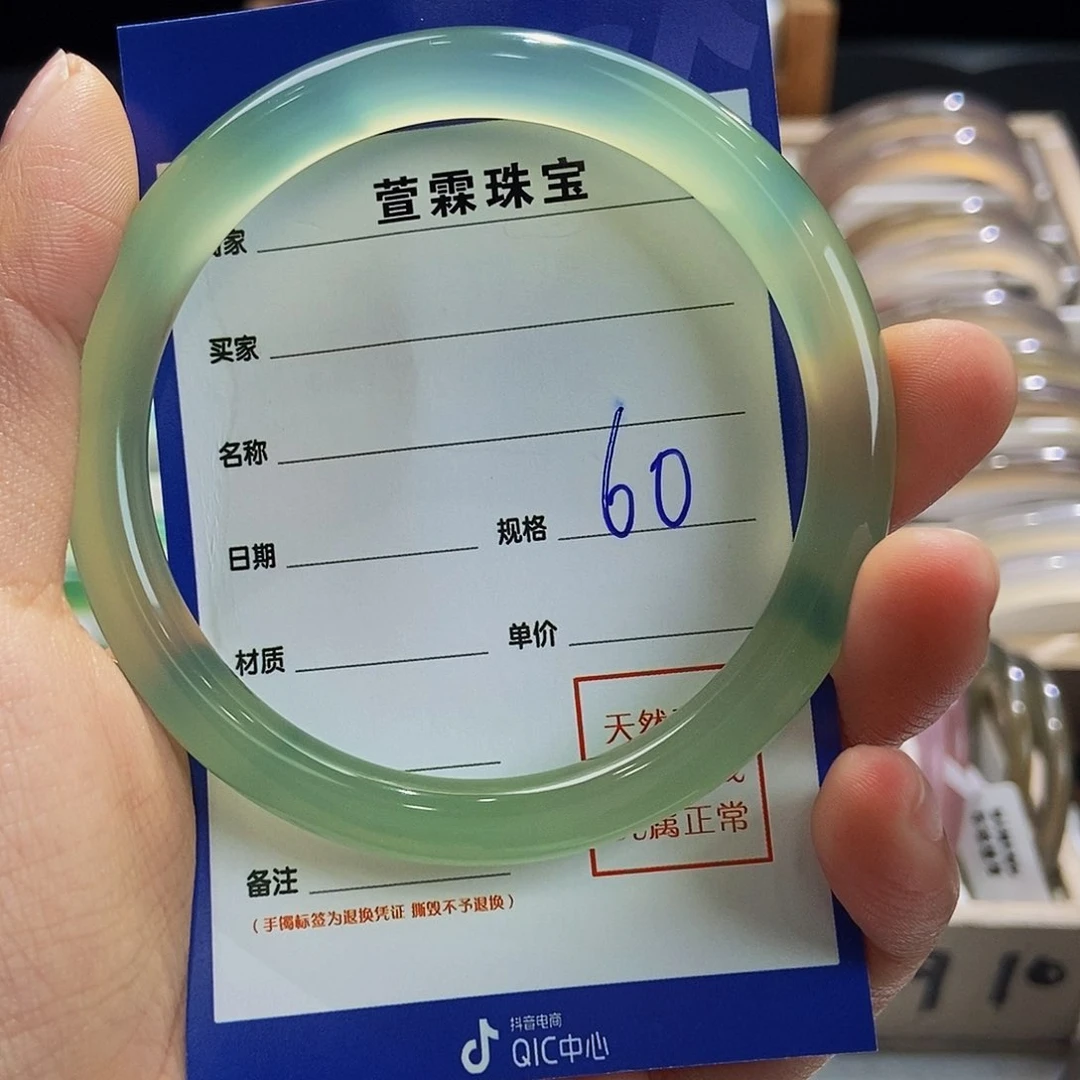 萱霖珠宝
家
买家
名称
60
日期 规格
材质 单价
天然
属正常
备注
（手镯标签为退换凭证 撕毁不予退换）
抖音电商
QIC中心
10